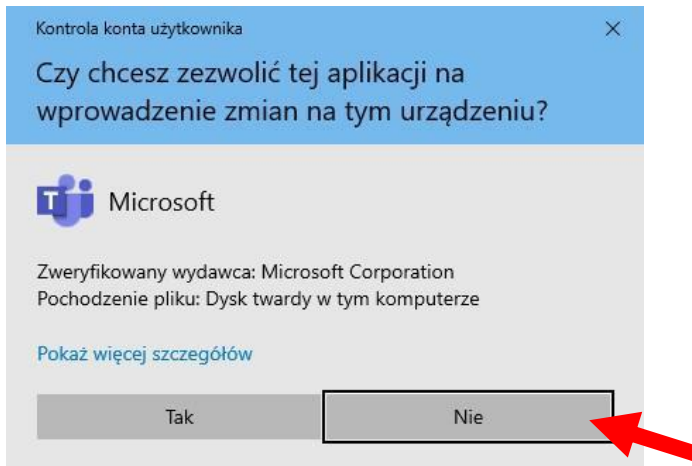 Kontrola konta użytkownika
Czy chcesz zezwolić tej aplikacji na
wprowadzenie zmian na tym urządzeniu?
T
Microsoft
Zweryfikowany wydawca: Microsoft Corporation
Pochodzenie pliku: Dysk twardy w tym komputerze
Pokaż więcej szczegółów
Tak
Nie